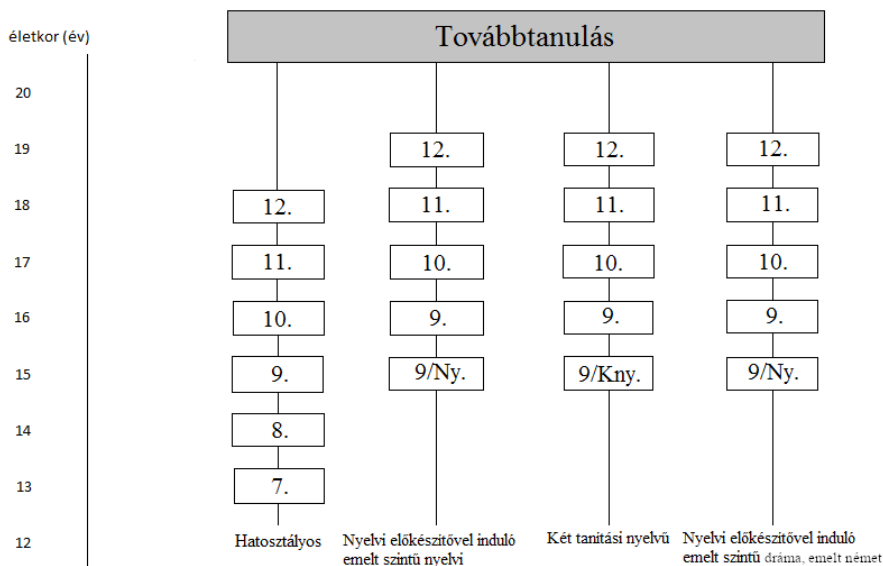 Továbbtanulás
életkor (év)
20
19
12. 12. 12.
18
12. 11. 11. 11.
17
11. 10. 10. 10.
16
10. 9. 9. 9.
15
9. 9/Ny. 9/Kny. 9/Ny.
14
8.
13
7.
12
Hatosztályos
Nyelvi előkészítővel induló
emelt szintű nyelvi
Két tanítási nyelvű
Nyelvi előkészítővel induló
emelt szintű dráma, emelt német